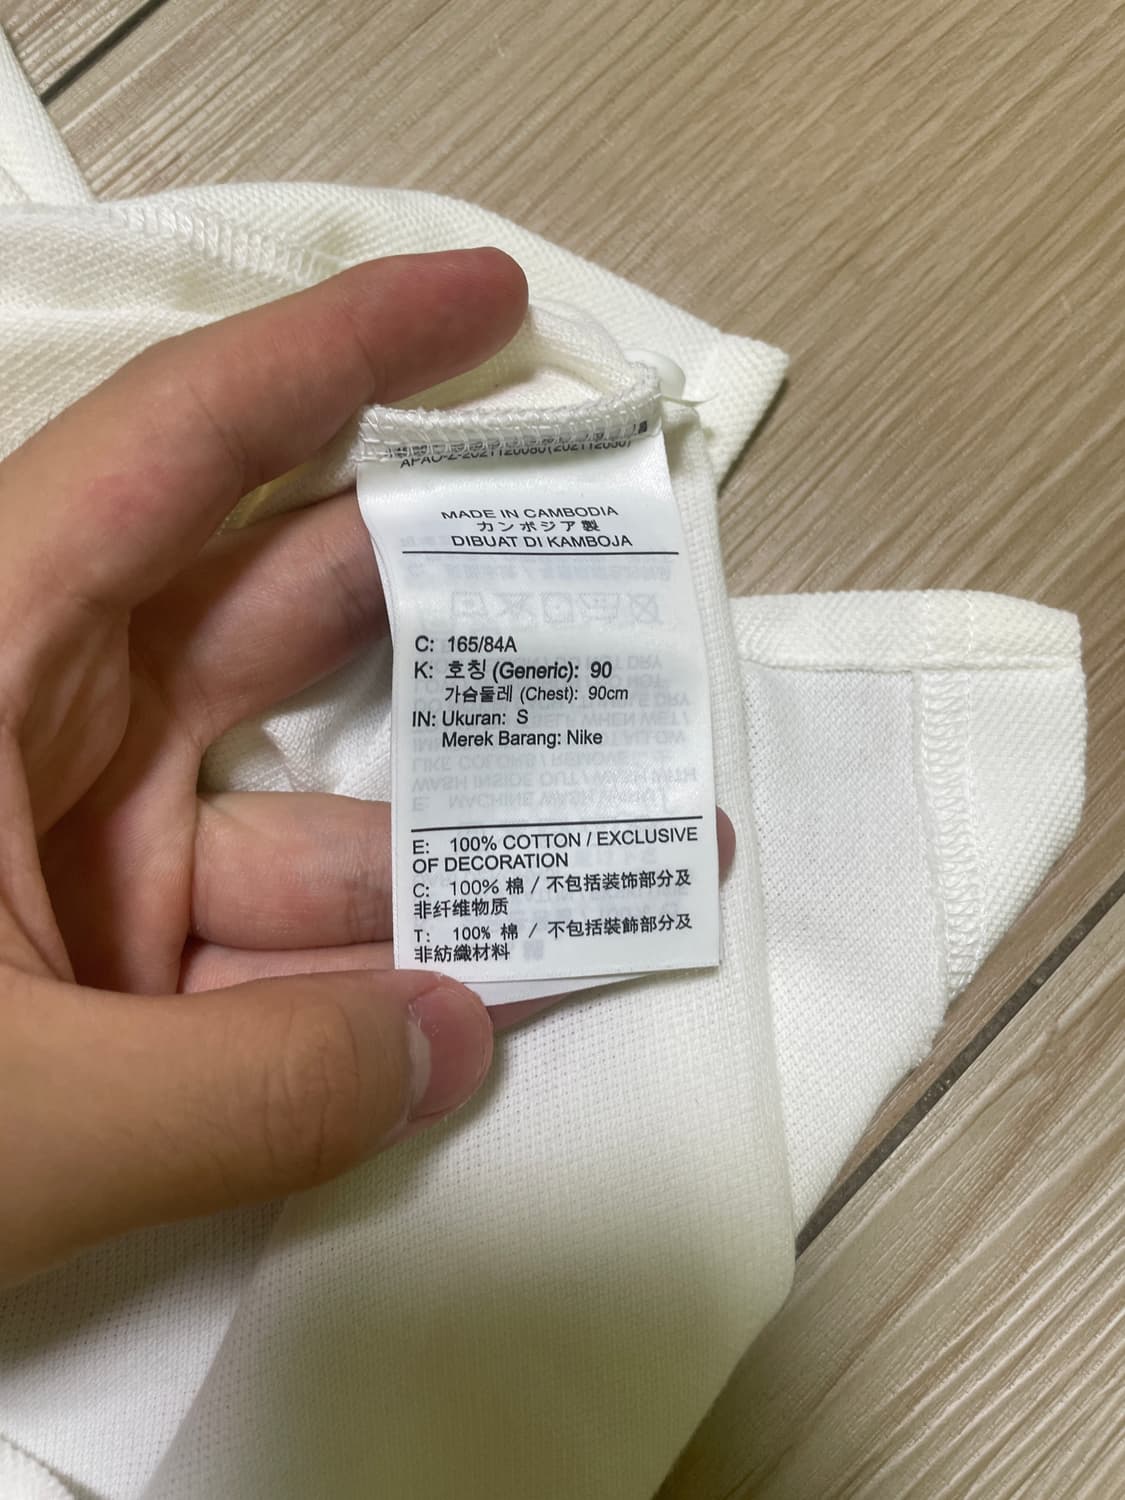 MADE IN CAMBODIA
カンボジア製
DIBUAT DI KAMBOJA
C: 165/84A
K: 호칭 (Generic): 90
가슴둘레 (Chest): 90cm
IN: Ukuran: S
Merek Barang: Nike
E: 100% COTTON / EXCLUSIVE
OF DECORATION
C: 100% 棉 / 不包括装饰部分及
非纤维物质
T: 100% 棉 / 不包括裝飾部分及
非紡織材料